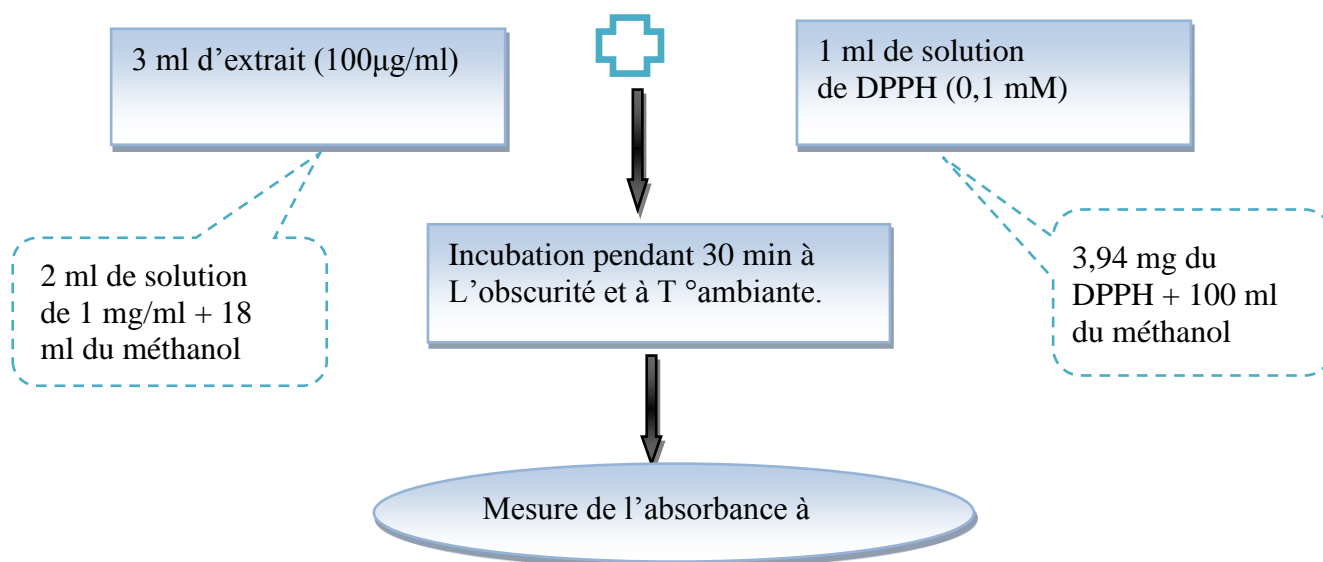 3 ml d’extrait (100µg/ml)
1 ml de solution
de DPPH (0,1 mM)
2 ml de solution
de 1 mg/ml + 18
ml du méthanol
Incubation pendant 30 min à
L’obscurité et à T °ambiante.
3,94 mg du
DPPH + 100 ml
du méthanol
Mesure de l’absorbance à